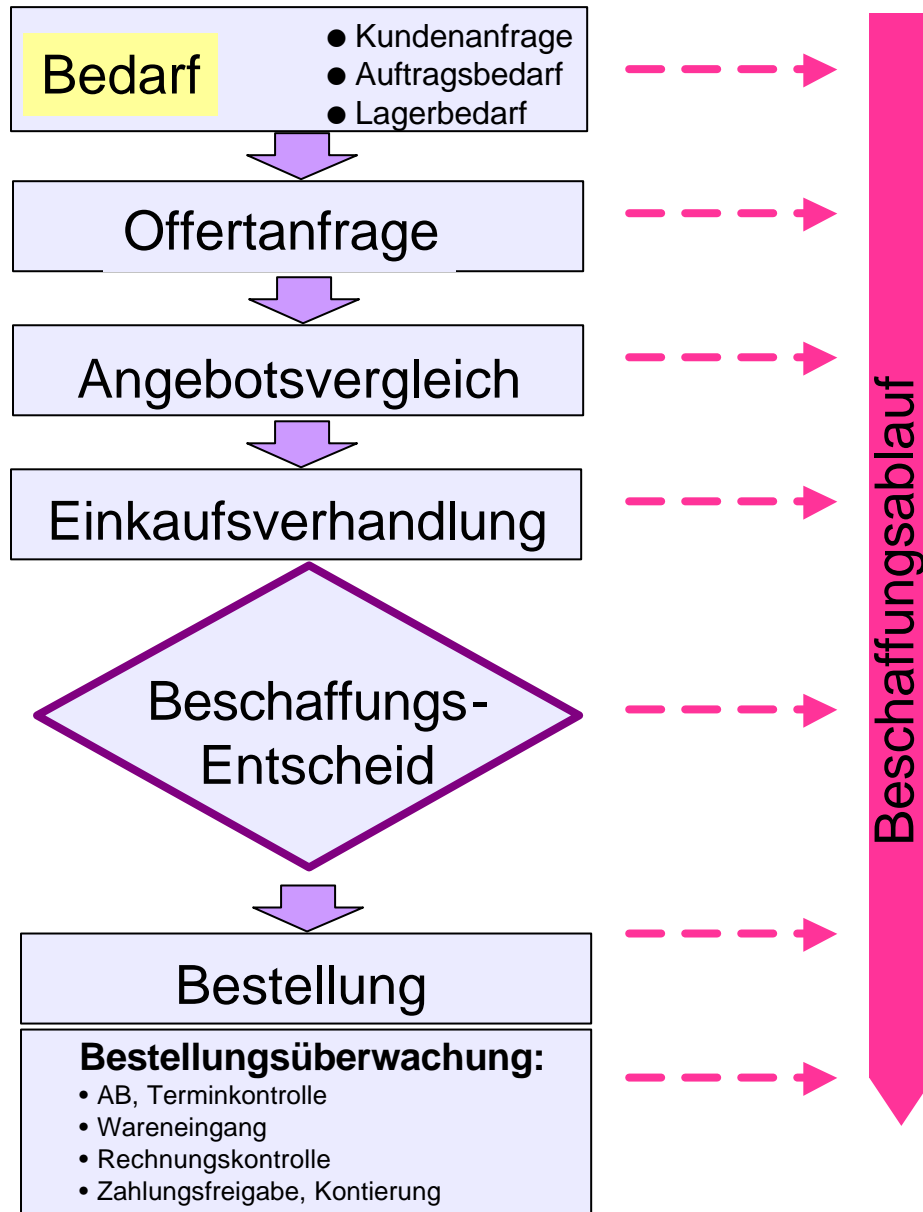 Bedarf
● Kundenanfrage
● Auftragsbedarf
● Lagerbedarf
Offertanfrage
Angebotsvergleich
Einkaufsverhandlung
Beschaffungs-
Entscheid
Bestellung
Bestellungsüberwachung:
• AB, Terminkontrolle
• Wareneingang
• Rechnungskontrolle
• Zahlungsfreigabe, Kontierung
Beschaffungsablauf